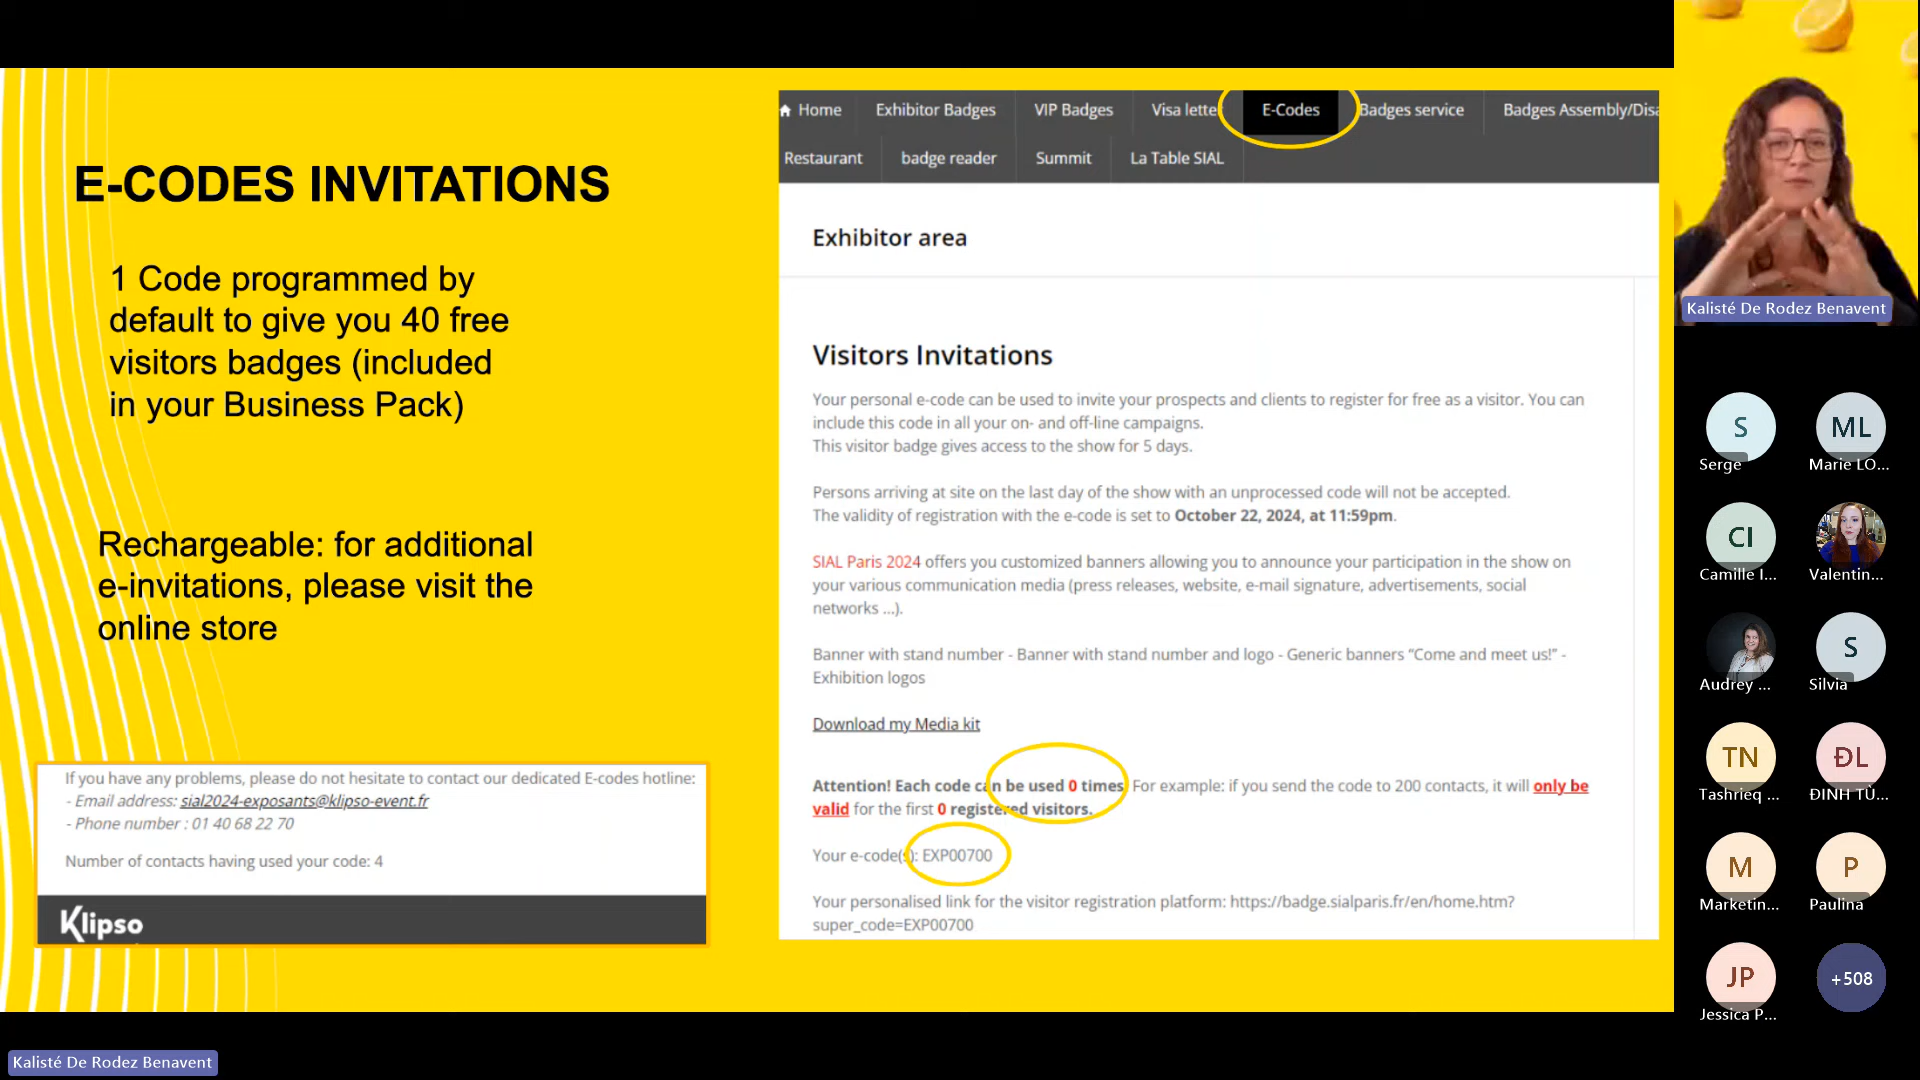 E-CODES INVITATIONS
1 Code programmed by
default to give you 40 free
visitors badges (included
in your Business Pack)
Rechargeable: for additional
e-invitations, please visit the
online store
If you have any problems, please do not hesitate to contact our dedicated E-codes hotline:
- Email address: sial2024-exposants@klipso-event.fr
- Phone number : 01 40 68 22 70
Number of contacts having used your code: 4
Klipso
Home Exhibitor Badges VIP Badges Visa letter E-Codes Badges service Badges Assembly/Disa
Restaurant badge reader Summit La Table SIAL
Exhibitor area
Visitors Invitations
Your personal e-code can be used to invite your prospects and clients to register for free as a visitor. You can
include this code in all your on- and off-line campaigns.
This visitor badge gives access to the show for 5 days.
Persons arriving at site on the last day of the show with an unprocessed code will not be accepted.
The validity of registration with the e-code is set to October 22, 2024, at 11:59pm.
SIAL Paris 2024 offers you customized banners allowing you to announce your participation in the show on
your various communication media (press releases, website, e-mail signature, advertisements, social
networks ...).
Banner with stand number - Banner with stand number and logo - Generic banners “Come and meet us!” -
Exhibition logos
Download my Media kit
Attention! Each code can be used 0 times. For example: if you send the code to 200 contacts, it will only be
valid for the first 0 registered visitors.
Your e-code(s): EXP00700
Your personalised link for the visitor registration platform: https://badge.sialparis.fr/en/home.htm?
super_code=EXP00700
Kalisté De Rodez Benavent
S
Serge
ML
Marie LO...
CI
Camille I...
Valentin...
Audrey ...
S
Silvia
TN
Tashrieq ...
ĐL
ĐINH TÙ...
M
Marketin...
P
Paulina
JP
Jessica P...
+508
Kalisté De Rodez Benavent